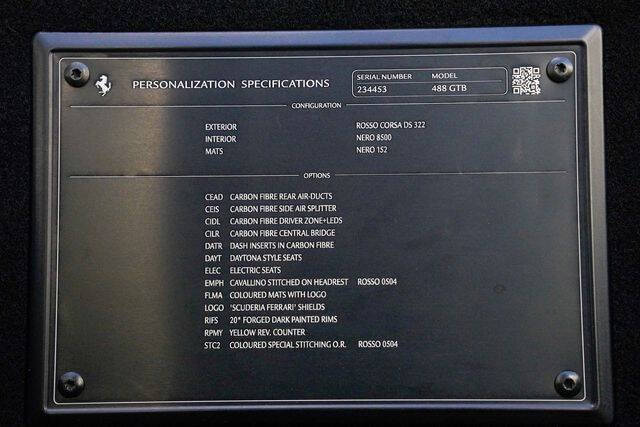 PERSONALIZATION SPECIFICATIONS
SERIAL NUMBER MODEL
234453 488 GTB
CONFIGURATION
EXTERIOR ROSSO CORSA DS 322
INTERIOR NERO 8500
MATS NERO 152
OPTIONS
CEAD CARBON FIBRE REAR AIR-DUCTS
CEIS CARBON FIBRE SIDE AIR SPLITTER
CIDL CARBON FIBRE DRIVER ZONE+LEDS
CILR CARBON FIBRE CENTRAL BRIDGE
DATR DASH INSERTS IN CARBON FIBRE
DAYT DAYTONA STYLE SEATS
ELEC ELECTRIC SEATS
EMPH CAVALLINO STITCHED ON HEADREST ROSSO 0504
FLMA COLOURED MATS WITH LOGO
LOGO 'SCUDERIA FERRARI' SHIELDS
RIFS 20" FORGED DARK PAINTED RIMS
RPMY YELLOW REV. COUNTER
STC2 COLOURED SPECIAL STITCHING O.R. ROSSO 0504